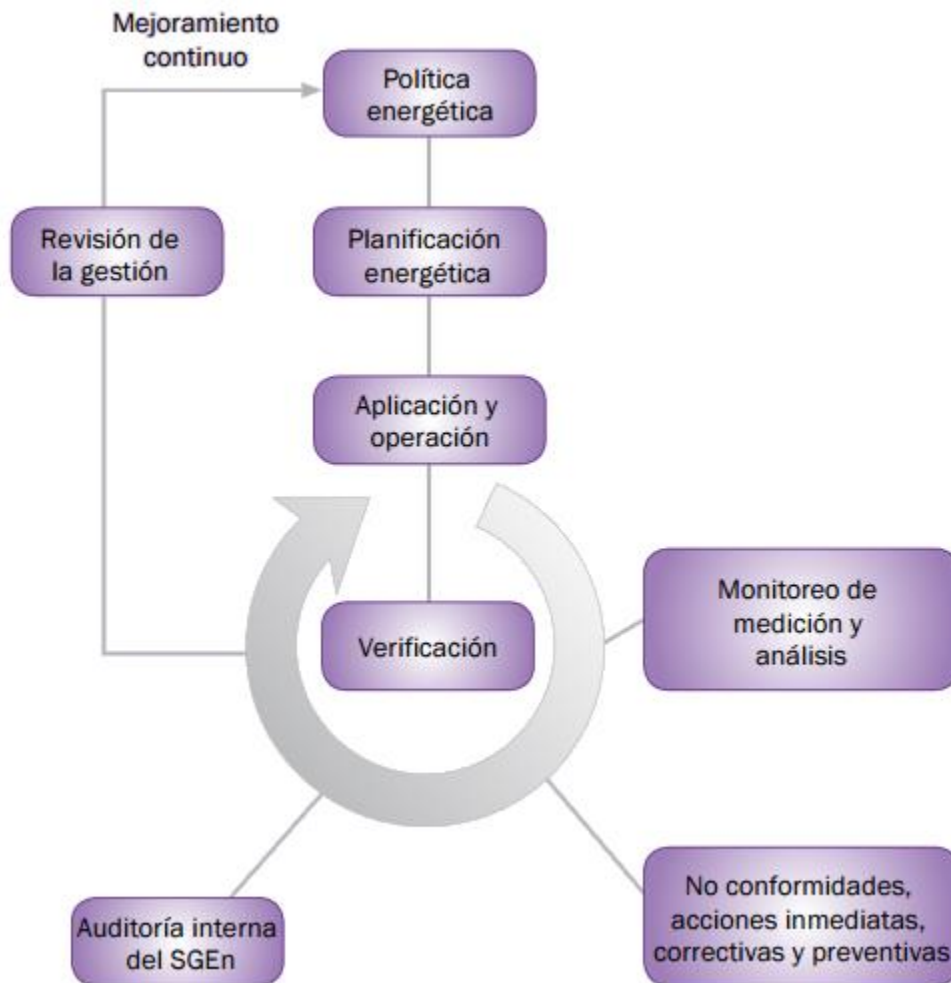 Mejoramiento
continuo
Política
energética
Revisión de
la gestión
Planificación
energética
Aplicación y
operación
Verificación
Monitoreo de
medición y
análisis
Auditoría interna
del SGEn
No conformidades,
acciones inmediatas,
correctivas y preventivas